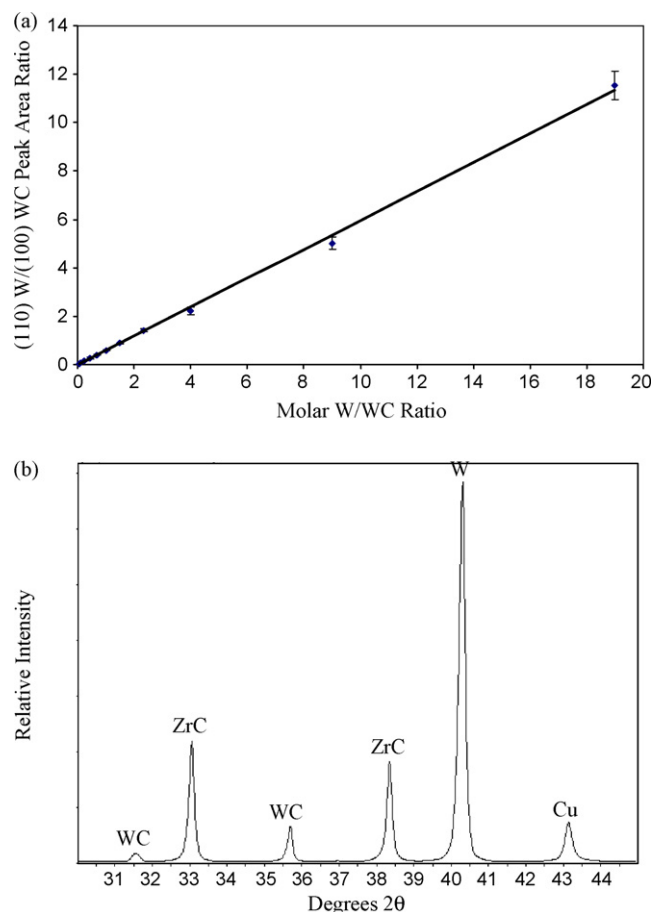 (a)
14
12
10
8
6
4
2
0
0 2 4 6 8 10 12 14 16 18 20
(110) W/(100) WC Peak Area Ratio
Molar W/WC Ratio
(b)
W
ZrC
ZrC
WC
Cu
WC
Relative Intensity
31 32 33 34 35 36 37 38 39 40 41 42 43 44
Degrees 2θ